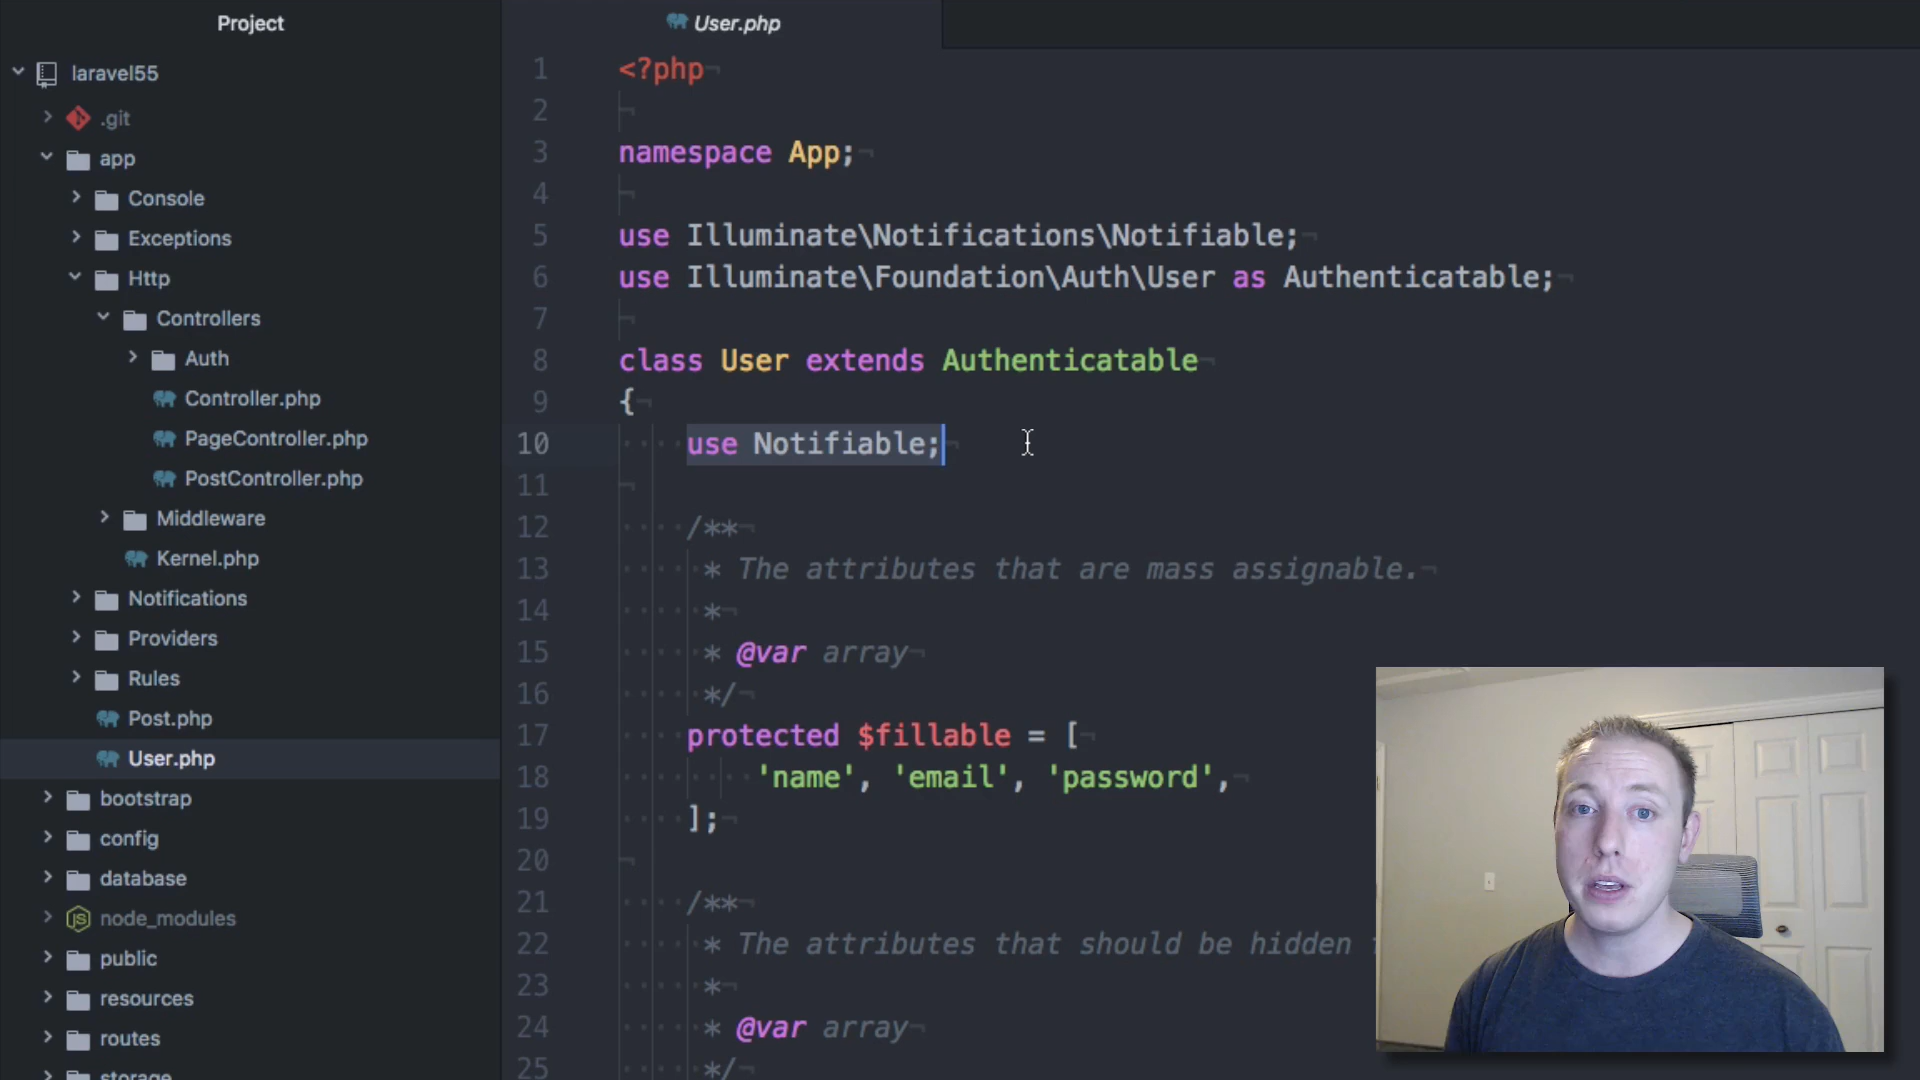 Project
laravel55
.git
app
Console
Exceptions
Http
Controllers
Auth
Controller.php
PageController.php
PostController.php
Middleware
Kernel.php
Notifications
Providers
Rules
Post.php
User.php
bootstrap
config
database
node_modules
public
resources
routes
storage
User.php
1 <?php
2
3 namespace App;
4
5 use Illuminate\Notifications\Notifiable;
6 use Illuminate\Foundation\Auth\User as Authenticatable;
7
8 class User extends Authenticatable
9 {
10 use Notifiable;
11
12 /**
13 * The attributes that are mass assignable.
14 *
15 * @var array
16 */
17 protected $fillable = [
18 'name', 'email', 'password',
19 ];
20
21 /**
22 * The attributes that should be hidden
23 *
24 * @var array
25 */